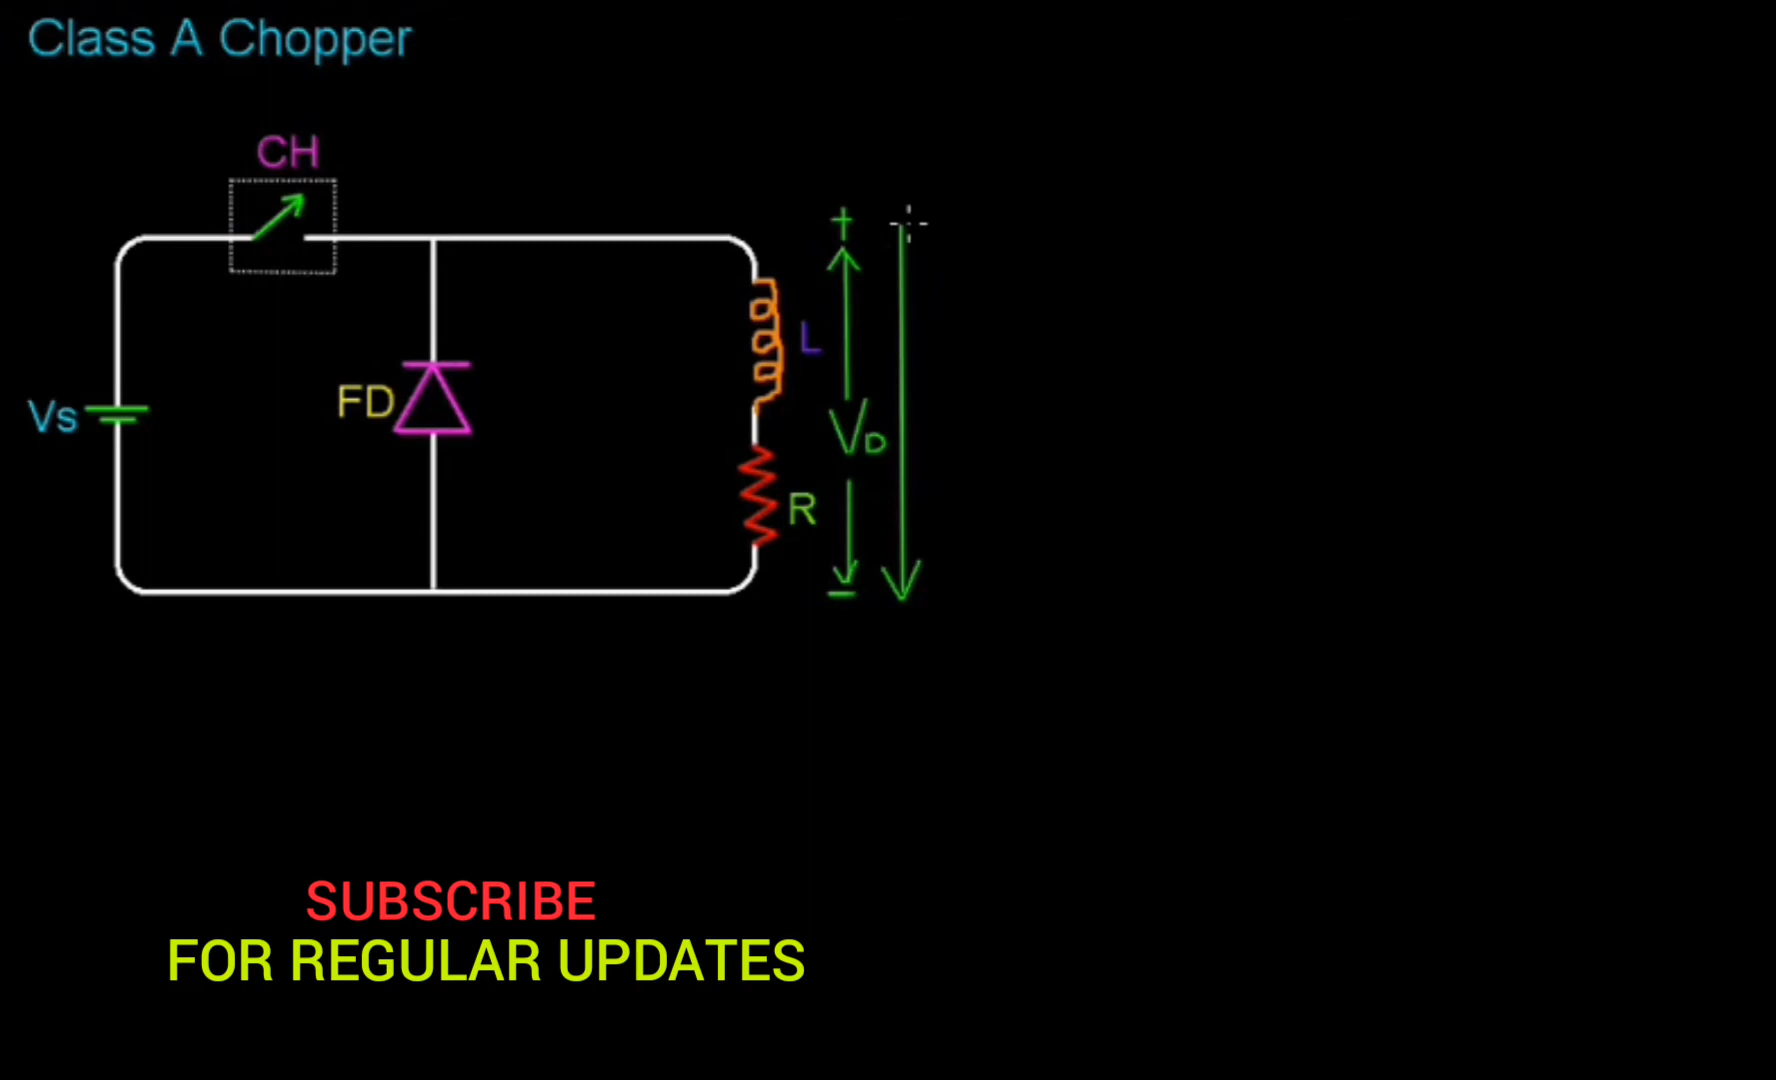 Class A Chopper
CH
+
L
Vs
FD
VD
R
–
SUBSCRIBE
FOR REGULAR UPDATES